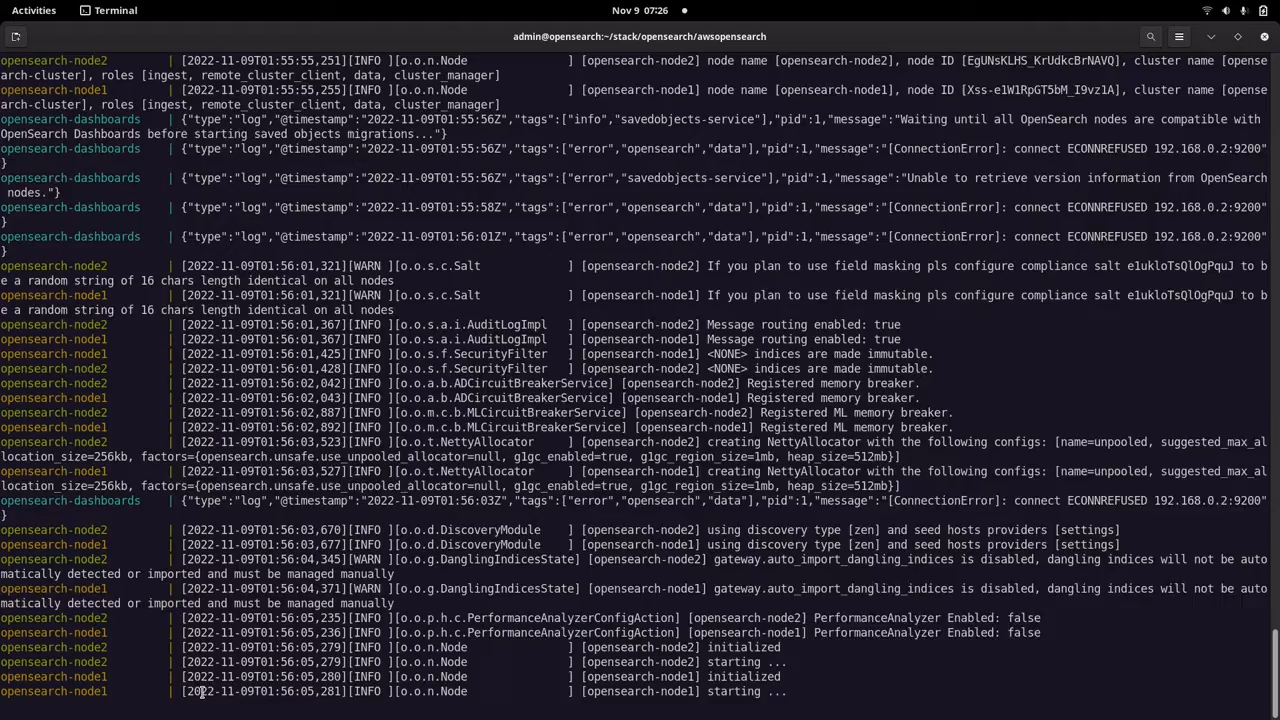 Activities Terminal Nov 9 07:26
admin@opensearch:~/stack/opensearch/awsopensearch
opensearch-node2 | [2022-11-09T01:55:55,251][INFO ][o.o.n.Node ] [opensearch-node2] node name [opensearch-node2], node ID [EgUNsKLHS_KrUdkcBrNAVQ], cluster name [opense
arch-cluster], roles [ingest, remote_cluster_client, data, cluster_manager]
opensearch-node1 | [2022-11-09T01:55:55,255][INFO ][o.o.n.Node ] [opensearch-node1] node name [opensearch-node1], node ID [Xss-e1W1RpGT5bM_I9vz1A], cluster name [opense
arch-cluster], roles [ingest, remote_cluster_client, data, cluster_manager]
opensearch-dashboards | {"type":"log","@timestamp":"2022-11-09T01:55:56Z","tags":["info","savedobjects-service"],"pid":1,"message":"Waiting until all OpenSearch nodes are compatible with
OpenSearch Dashboards before starting saved objects migrations..."}
opensearch-dashboards | {"type":"log","@timestamp":"2022-11-09T01:55:56Z","tags":["error","opensearch","data"],"pid":1,"message":"[ConnectionError]: connect ECONNREFUSED 192.168.0.2:9200"
}
opensearch-dashboards | {"type":"log","@timestamp":"2022-11-09T01:55:56Z","tags":["error","savedobjects-service"],"pid":1,"message":"Unable to retrieve version information from OpenSearch
nodes."}
opensearch-dashboards | {"type":"log","@timestamp":"2022-11-09T01:55:58Z","tags":["error","opensearch","data"],"pid":1,"message":"[ConnectionError]: connect ECONNREFUSED 192.168.0.2:9200"
}
opensearch-dashboards | {"type":"log","@timestamp":"2022-11-09T01:56:01Z","tags":["error","opensearch","data"],"pid":1,"message":"[ConnectionError]: connect ECONNREFUSED 192.168.0.2:9200"
}
opensearch-node2 | [2022-11-09T01:56:01,321][WARN ][o.o.s.c.Salt ] [opensearch-node2] If you plan to use field masking pls configure compliance salt e1ukloTsQlOgPquJ to b
e a random string of 16 chars length identical on all nodes
opensearch-node1 | [2022-11-09T01:56:01,321][WARN ][o.o.s.c.Salt ] [opensearch-node1] If you plan to use field masking pls configure compliance salt e1ukloTsQlOgPquJ to b
e a random string of 16 chars length identical on all nodes
opensearch-node2 | [2022-11-09T01:56:01,367][INFO ][o.o.s.a.i.AuditLogImpl ] [opensearch-node2] Message routing enabled: true
opensearch-node1 | [2022-11-09T01:56:01,367][INFO ][o.o.s.a.i.AuditLogImpl ] [opensearch-node1] Message routing enabled: true
opensearch-node1 | [2022-11-09T01:56:01,425][INFO ][o.o.s.f.SecurityFilter ] [opensearch-node1] <NONE> indices are made immutable.
opensearch-node2 | [2022-11-09T01:56:01,428][INFO ][o.o.s.f.SecurityFilter ] [opensearch-node2] <NONE> indices are made immutable.
opensearch-node2 | [2022-11-09T01:56:02,042][INFO ][o.o.a.b.ADCircuitBreakerService] [opensearch-node2] Registered memory breaker.
opensearch-node1 | [2022-11-09T01:56:02,043][INFO ][o.o.a.b.ADCircuitBreakerService] [opensearch-node1] Registered memory breaker.
opensearch-node2 | [2022-11-09T01:56:02,887][INFO ][o.o.m.c.b.MLCircuitBreakerService] [opensearch-node2] Registered ML memory breaker.
opensearch-node1 | [2022-11-09T01:56:02,892][INFO ][o.o.m.c.b.MLCircuitBreakerService] [opensearch-node1] Registered ML memory breaker.
opensearch-node2 | [2022-11-09T01:56:03,523][INFO ][o.o.t.NettyAllocator ] [opensearch-node2] creating NettyAllocator with the following configs: [name=unpooled, suggested_max_al
location_size=256kb, factors={opensearch.unsafe.use_unpooled_allocator=null, g1gc_enabled=true, g1gc_region_size=1mb, heap_size=512mb}]
opensearch-node1 | [2022-11-09T01:56:03,527][INFO ][o.o.t.NettyAllocator ] [opensearch-node1] creating NettyAllocator with the following configs: [name=unpooled, suggested_max_al
location_size=256kb, factors={opensearch.unsafe.use_unpooled_allocator=null, g1gc_enabled=true, g1gc_region_size=1mb, heap_size=512mb}]
opensearch-dashboards | {"type":"log","@timestamp":"2022-11-09T01:56:03Z","tags":["error","opensearch","data"],"pid":1,"message":"[ConnectionError]: connect ECONNREFUSED 192.168.0.2:9200"
}
opensearch-node2 | [2022-11-09T01:56:03,670][INFO ][o.o.d.DiscoveryModule ] [opensearch-node2] using discovery type [zen] and seed hosts providers [settings]
opensearch-node1 | [2022-11-09T01:56:03,677][INFO ][o.o.d.DiscoveryModule ] [opensearch-node1] using discovery type [zen] and seed hosts providers [settings]
opensearch-node2 | [2022-11-09T01:56:04,345][WARN ][o.o.g.DanglingIndicesState] [opensearch-node2] gateway.auto_import_dangling_indices is disabled, dangling indices will not be auto
matically detected or imported and must be managed manually
opensearch-node1 | [2022-11-09T01:56:04,371][WARN ][o.o.g.DanglingIndicesState] [opensearch-node1] gateway.auto_import_dangling_indices is disabled, dangling indices will not be auto
matically detected or imported and must be managed manually
opensearch-node2 | [2022-11-09T01:56:05,235][INFO ][o.o.p.h.c.PerformanceAnalyzerConfigAction] [opensearch-node2] PerformanceAnalyzer Enabled: false
opensearch-node1 | [2022-11-09T01:56:05,236][INFO ][o.o.p.h.c.PerformanceAnalyzerConfigAction] [opensearch-node1] PerformanceAnalyzer Enabled: false
opensearch-node2 | [2022-11-09T01:56:05,279][INFO ][o.o.n.Node ] [opensearch-node2] initialized
opensearch-node2 | [2022-11-09T01:56:05,279][INFO ][o.o.n.Node ] [opensearch-node2] starting ...
opensearch-node1 | [2022-11-09T01:56:05,280][INFO ][o.o.n.Node ] [opensearch-node1] initialized
opensearch-node1 | [2022-11-09T01:56:05,281][INFO ][o.o.n.Node ] [opensearch-node1] starting ...